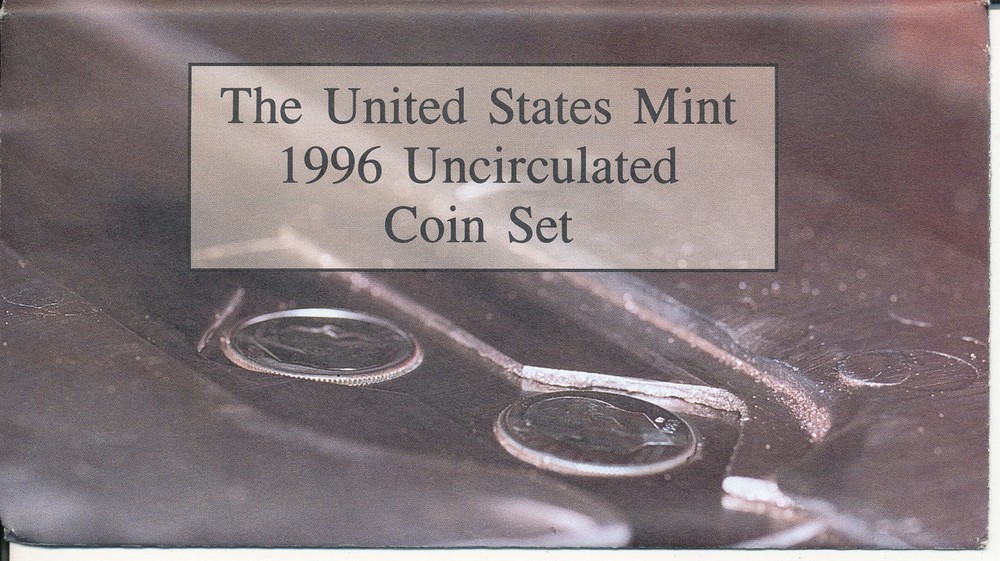 The United States Mint
1996 Uncirculated
Coin Set